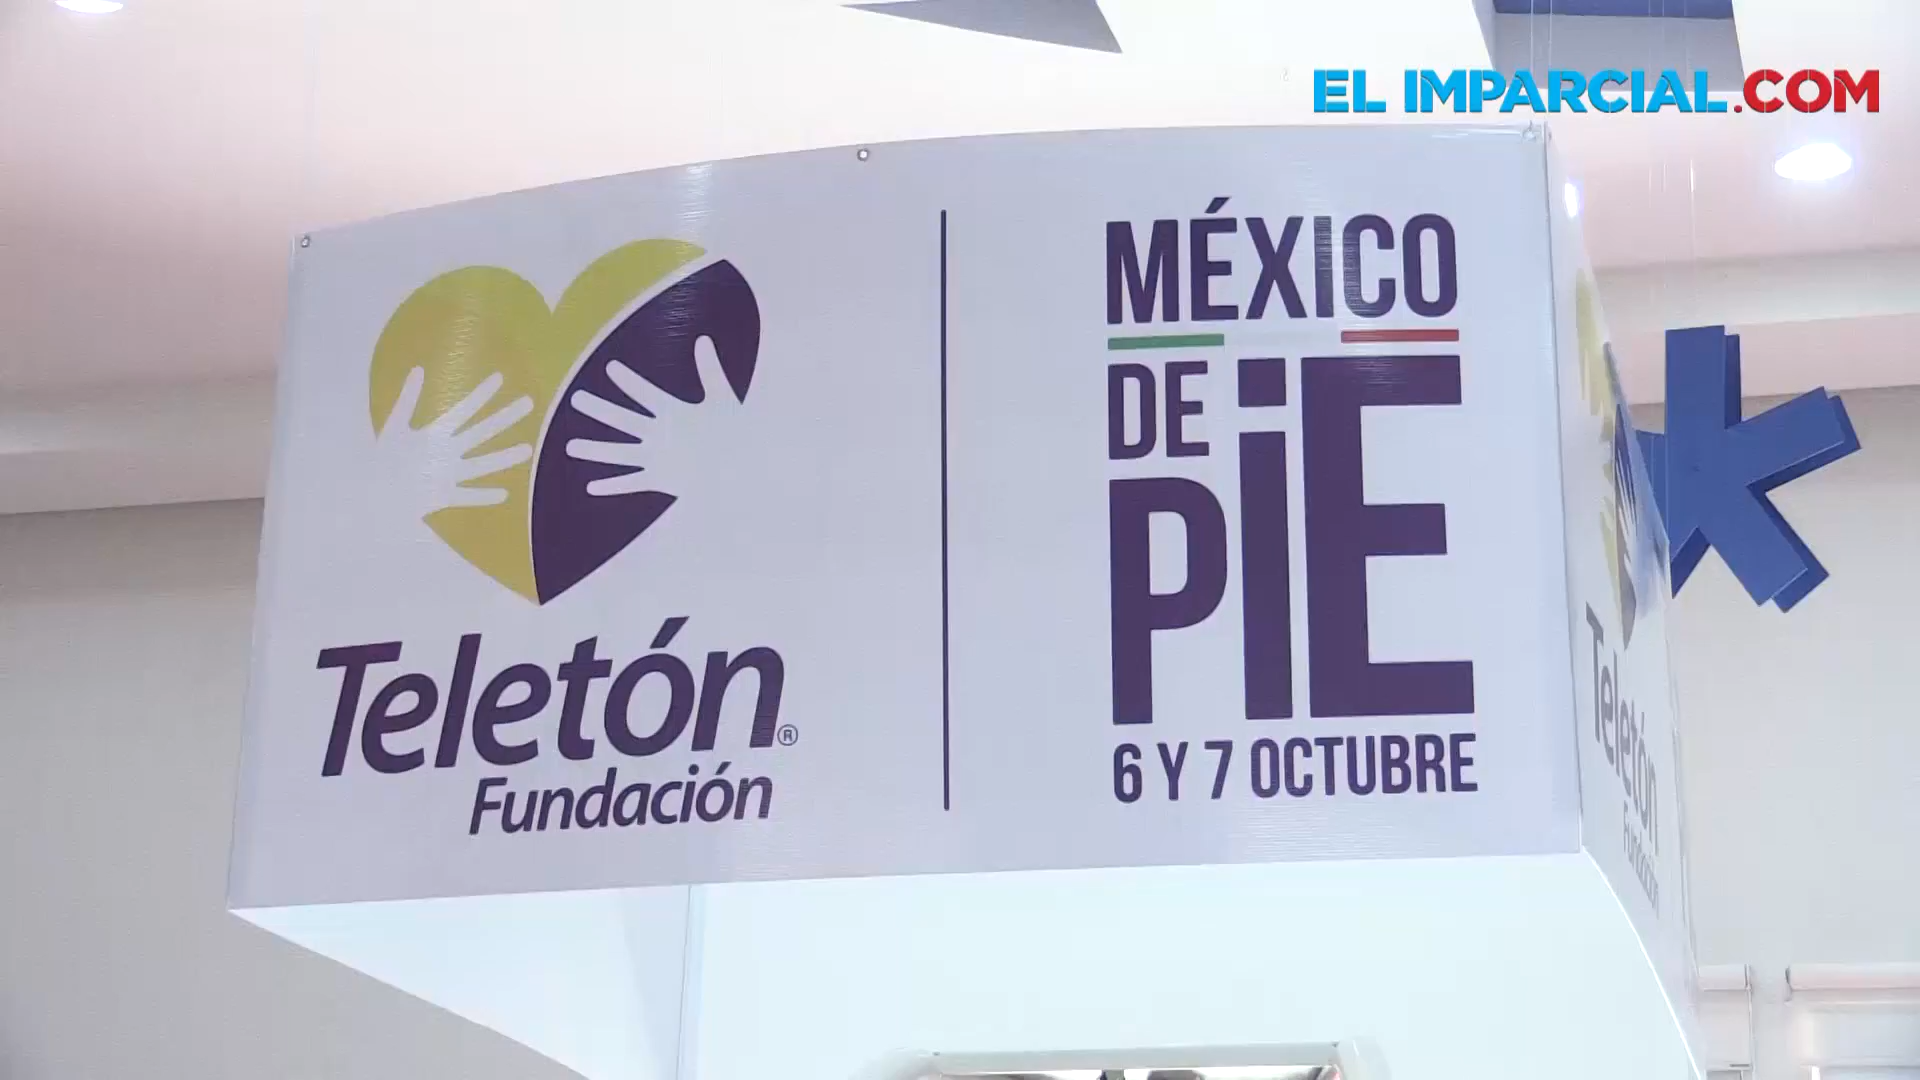 EL IMPARCIAL.COM
Teletón®
Fundación
MÉXICO
DE
PiE
6 Y 7 OCTUBRE
Teletón
Fundación